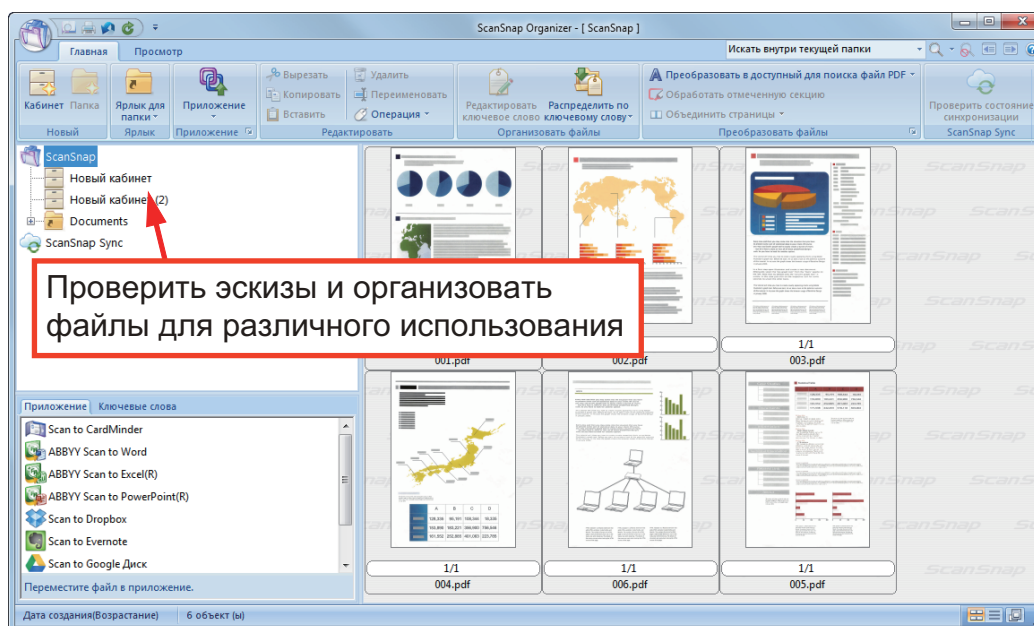 ScanSnap Organizer - [ ScanSnap ]
Главная Просмотр
Искать внутри текущей папки
Вырезать
Копировать
Вставить
Удалить
Переименовать
Операция
Кабинет Папка
Ярлык для папки
Приложение
Редактировать ключевое слово
Распределить по ключевому слову
Преобразовать в доступный для поиска файл PDF
Обработать отмеченную секцию
Объединить страницы
Проверить состояние синхронизации
Новый Ярлык Приложение Редактировать Организовать файлы Преобразовать файлы ScanSnap Sync
ScanSnap
Новый кабинет
Новый кабинет (2)
Documents
ScanSnap Sync
Проверить эскизы и организовать
файлы для различного использования
1/1
001.pdf 002.pdf 003.pdf
Приложение Ключевые слова
Scan to CardMinder
ABBYY Scan to Word
ABBYY Scan to Excel(R)
ABBYY Scan to PowerPoint(R)
Scan to Dropbox
Scan to Evernote
Scan to Google Диск
Переместите файл в приложение.
1/1 1/1 1/1
004.pdf 006.pdf 005.pdf
Дата создания(Возрастание) 6 объект (ы)